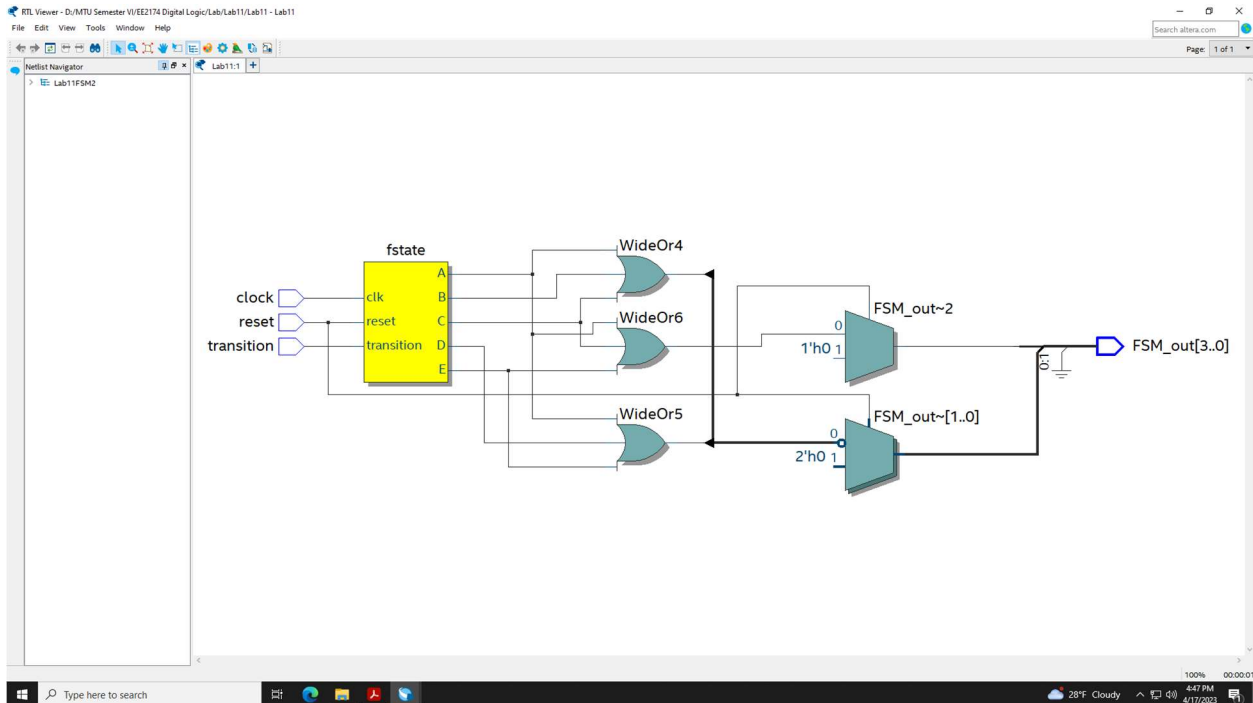 RTL Viewer - D:/MTU Semester VI/EE2174 Digital Logic/Lab/Lab11/Lab11 - Lab11
File Edit View Tools Window Help
Search altera.com
Page: 1 of 1
Netlist Navigator
Lab11:1
Lab11FSM2
fstate
clock
reset
transition
clk
reset
transition
A
B
C
D
E
WideOr4
WideOr6
WideOr5
FSM_out~2
0
1'h0 1
FSM_out~[1..0]
0
2'h0 1
0:1
FSM_out[3..0]
100% 00:00:01
Type here to search
28°F Cloudy
4:47 PM
4/17/2023